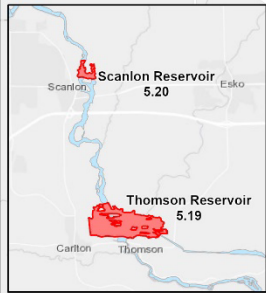 Scanlon Reservoir
5.20
Scanlon
Esko
Thomson Reservoir
5.19
Carlton
Thomson